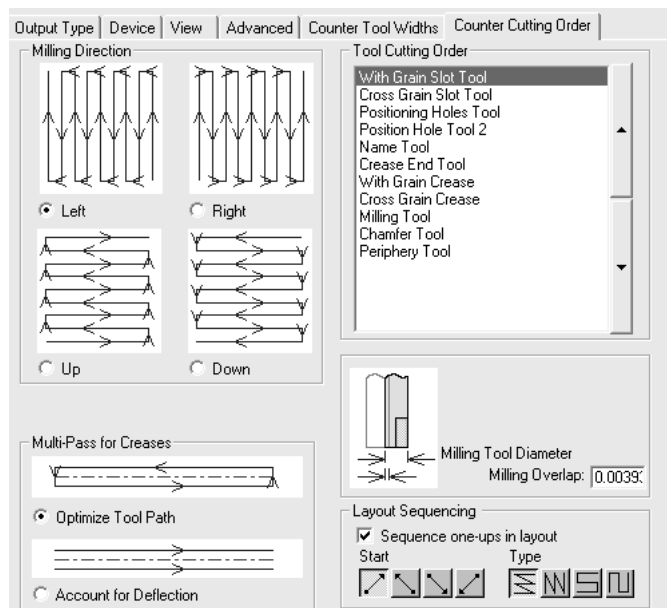 Output Type Device View Advanced Counter Tool Widths Counter Cutting Order
Milling Direction
Left
Right
Up
Down
Multi-Pass for Creases
Optimize Tool Path
Account for Deflection
Tool Cutting Order
With Grain Slot Tool
Cross Grain Slot Tool
Positioning Holes Tool
Position Hole Tool 2
Name Tool
Crease End Tool
With Grain Crease
Cross Grain Crease
Milling Tool
Chamfer Tool
Periphery Tool
Milling Tool Diameter
Milling Overlap:
Layout Sequencing
Sequence one-ups in layout
Start Type